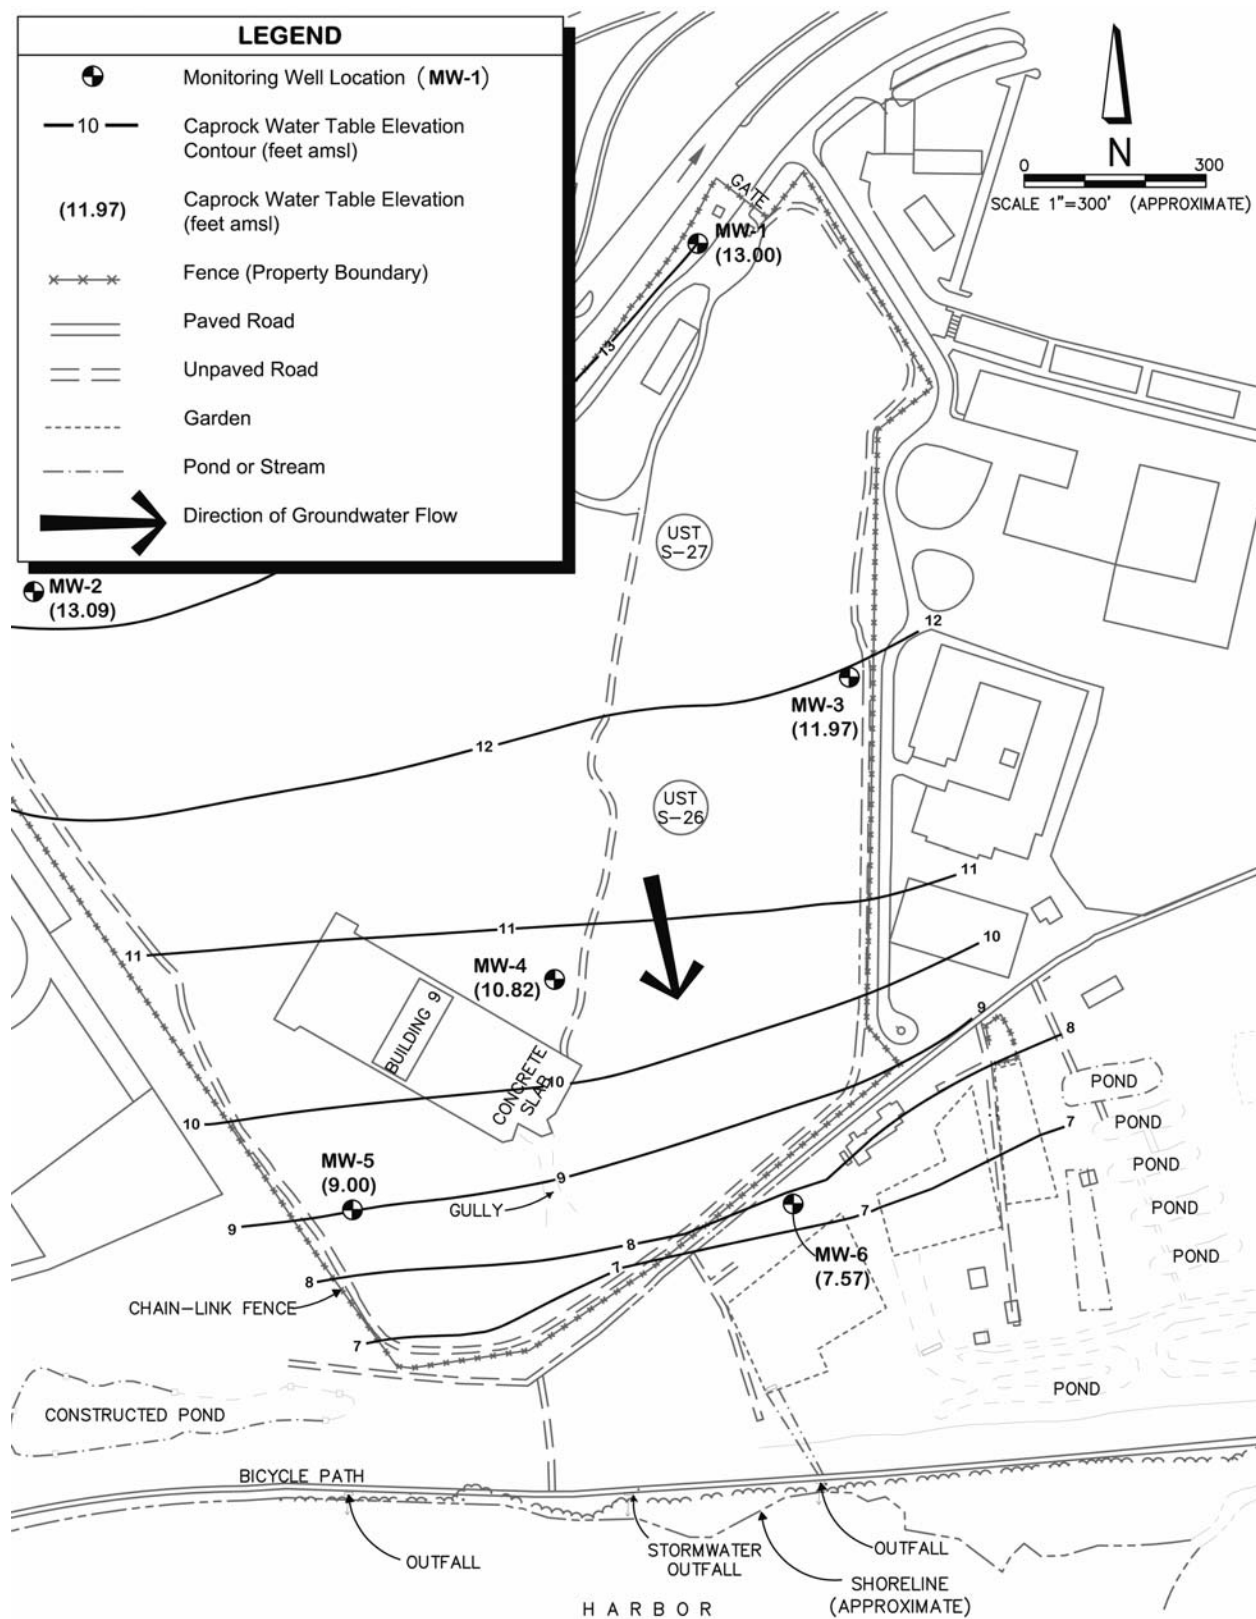 LEGEND
Monitoring Well Location (MW-1)
10
Caprock Water Table Elevation
Contour (feet amsl)
(11.97)
Caprock Water Table Elevation
(feet amsl)
Fence (Property Boundary)
Paved Road
Unpaved Road
Garden
Pond or Stream
Direction of Groundwater Flow
N
0 300
SCALE 1"=300' (APPROXIMATE)
GATE
MW-1
(13.00)
13
UST
S-27
MW-2
(13.09)
12
MW-3
(11.97)
12
UST
S-26
11
11
11
10
MW-4
(10.82)
BUILDING 9
CONCRETE
SLAB
10
10
9
8
POND
POND
7
POND
POND
POND
MW-5
(9.00)
9
GULLY
9
8
7
7
MW-6
(7.57)
8
CHAIN-LINK FENCE
7
POND
CONSTRUCTED POND
BICYCLE PATH
OUTFALL
STORMWATER
OUTFALL
OUTFALL
SHORELINE
(APPROXIMATE)
HARBOR